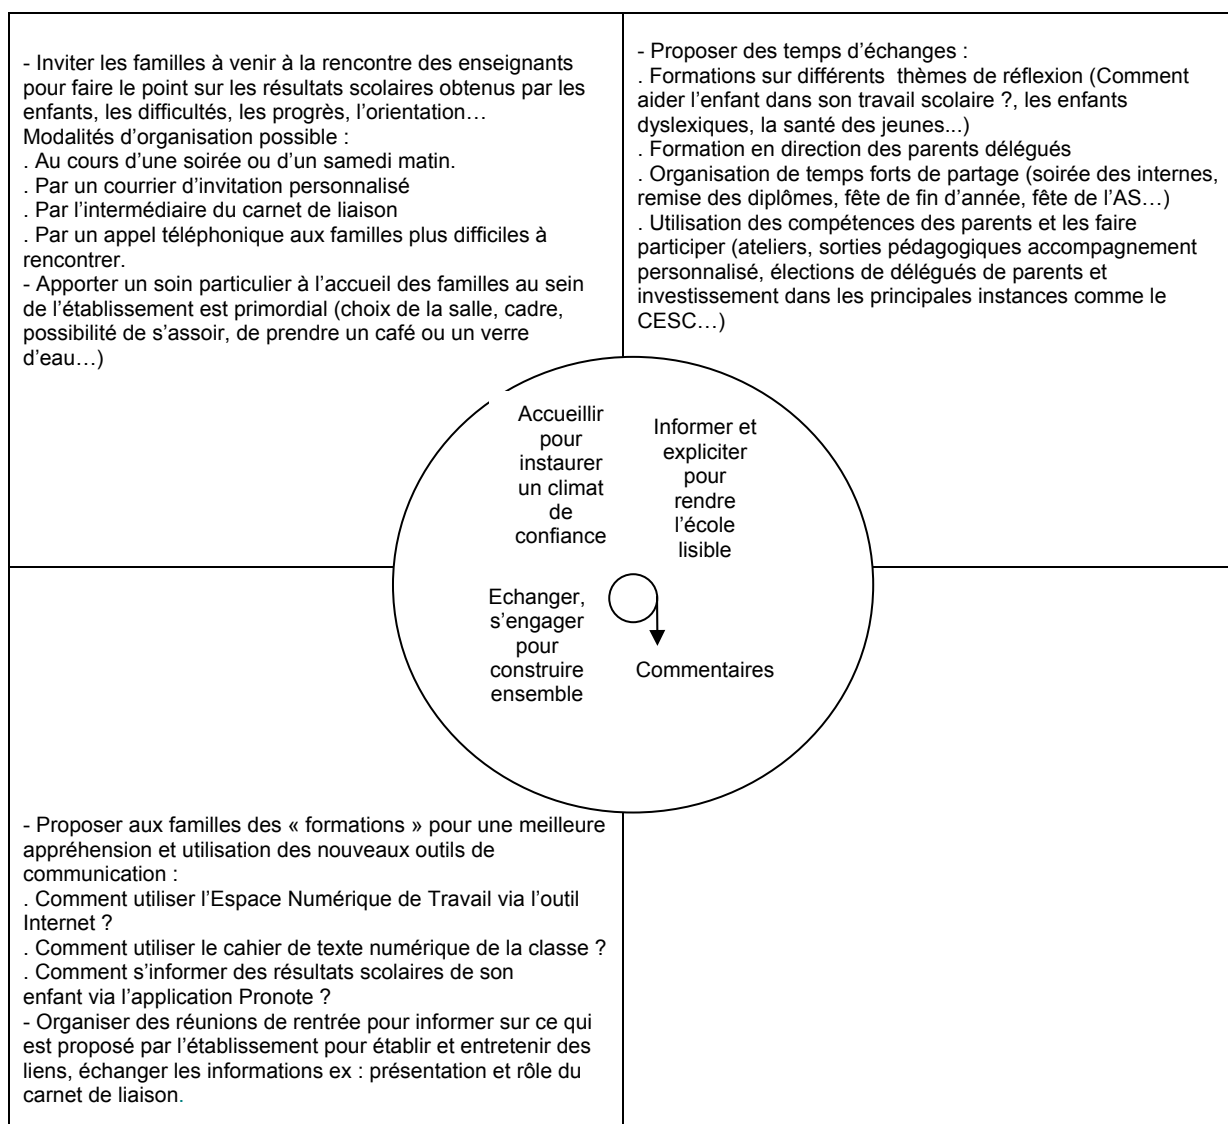 - Inviter les familles à venir à la rencontre des enseignants
pour faire le point sur les résultats scolaires obtenus par les
enfants, les difficultés, les progrès, l’orientation…
Modalités d’organisation possible :
. Au cours d’une soirée ou d’un samedi matin.
. Par un courrier d’invitation personnalisé
. Par l’intermédiaire du carnet de liaison
. Par un appel téléphonique aux familles plus difficiles à
rencontrer.
- Apporter un soin particulier à l’accueil des familles au sein
de l’établissement est primordial (choix de la salle, cadre,
possibilité de s’assoir, de prendre un café ou un verre
d’eau…)
- Proposer des temps d’échanges :
. Formations sur différents thèmes de réflexion (Comment
aider l’enfant dans son travail scolaire ?, les enfants
dyslexiques, la santé des jeunes...)
. Formation en direction des parents délégués
. Organisation de temps forts de partage (soirée des internes,
remise des diplômes, fête de fin d’année, fête de l’AS…)
. Utilisation des compétences des parents et les faire
participer (ateliers, sorties pédagogiques accompagnement
personnalisé, élections de délégués de parents et
investissement dans les principales instances comme le
CESC…)
Accueillir
pour
instaurer
un climat
de
confiance
Informer et
expliciter
pour
rendre
l’école
lisible
Echanger,
s’engager
pour
construire
ensemble
Commentaires
- Proposer aux familles des « formations » pour une meilleure
appréhension et utilisation des nouveaux outils de
communication :
. Comment utiliser l’Espace Numérique de Travail via l’outil
Internet ?
. Comment utiliser le cahier de texte numérique de la classe ?
. Comment s’informer des résultats scolaires de son
enfant via l’application Pronote ?
- Organiser des réunions de rentrée pour informer sur ce qui
est proposé par l’établissement pour établir et entretenir des
liens, échanger les informations ex : présentation et rôle du
carnet de liaison.